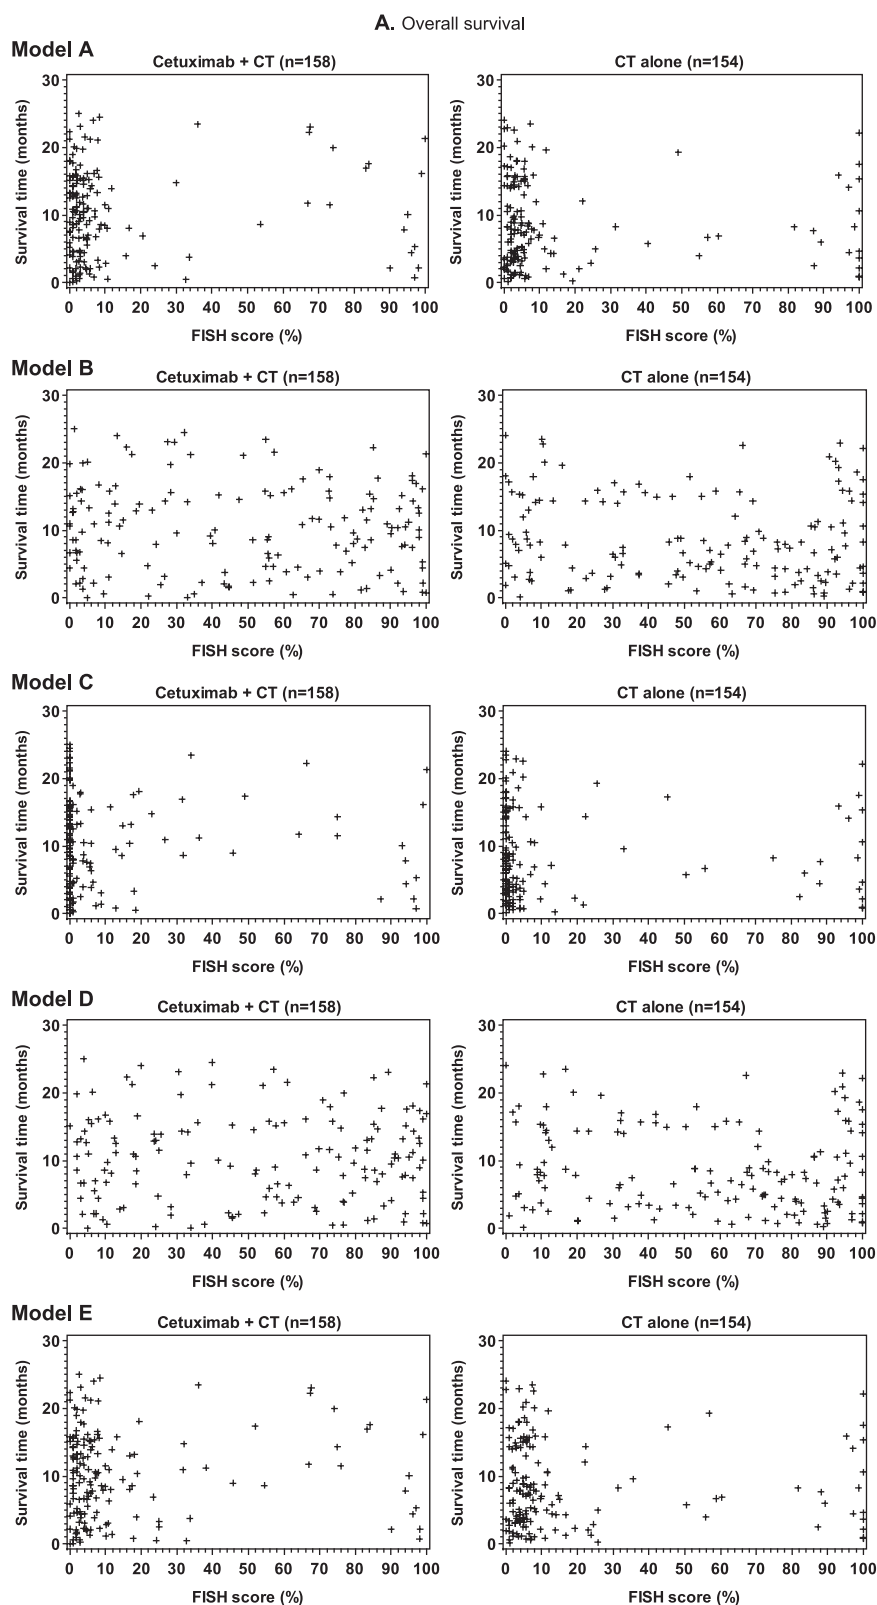 A. Overall survival
Model A
Cetuximab + CT (n=158)
CT alone (n=154)
Survival time (months)
30
20
10
0
0 10 20 30 40 50 60 70 80 90 100
FISH score (%)
Survival time (months)
30
20
10
0
0 10 20 30 40 50 60 70 80 90 100
FISH score (%)
Model B
Cetuximab + CT (n=158)
CT alone (n=154)
Survival time (months)
30
20
10
0
0 10 20 30 40 50 60 70 80 90 100
FISH score (%)
Survival time (months)
30
20
10
0
0 10 20 30 40 50 60 70 80 90 100
FISH score (%)
Model C
Cetuximab + CT (n=158)
CT alone (n=154)
Survival time (months)
30
20
10
0
0 10 20 30 40 50 60 70 80 90 100
FISH score (%)
Survival time (months)
30
20
10
0
0 10 20 30 40 50 60 70 80 90 100
FISH score (%)
Model D
Cetuximab + CT (n=158)
CT alone (n=154)
Survival time (months)
30
20
10
0
0 10 20 30 40 50 60 70 80 90 100
FISH score (%)
Survival time (months)
30
20
10
0
0 10 20 30 40 50 60 70 80 90 100
FISH score (%)
Model E
Cetuximab + CT (n=158)
CT alone (n=154)
Survival time (months)
30
20
10
0
0 10 20 30 40 50 60 70 80 90 100
FISH score (%)
Survival time (months)
30
20
10
0
0 10 20 30 40 50 60 70 80 90 100
FISH score (%)